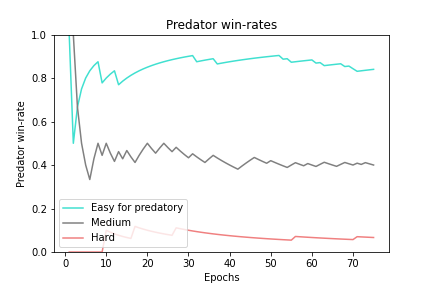 Predator win-rates
Predator win-rate
1.0
0.8
0.6
0.4
0.2
0.0
Easy for predatory
Medium
Hard
0 10 20 30 40 50 60 70
Epochs